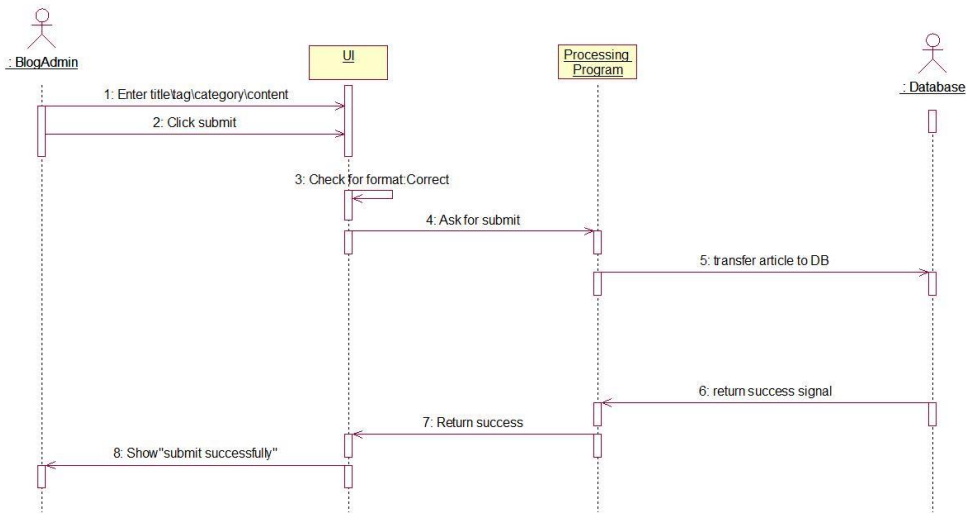 : BlogAdmin
UI
Processing
Program
: Database
1: Enter title\tag\category\content
2: Click submit
3: Check for format:Correct
4: Ask for submit
5: transfer article to DB
6: return success signal
7: Return success
8: Show"submit successfully"